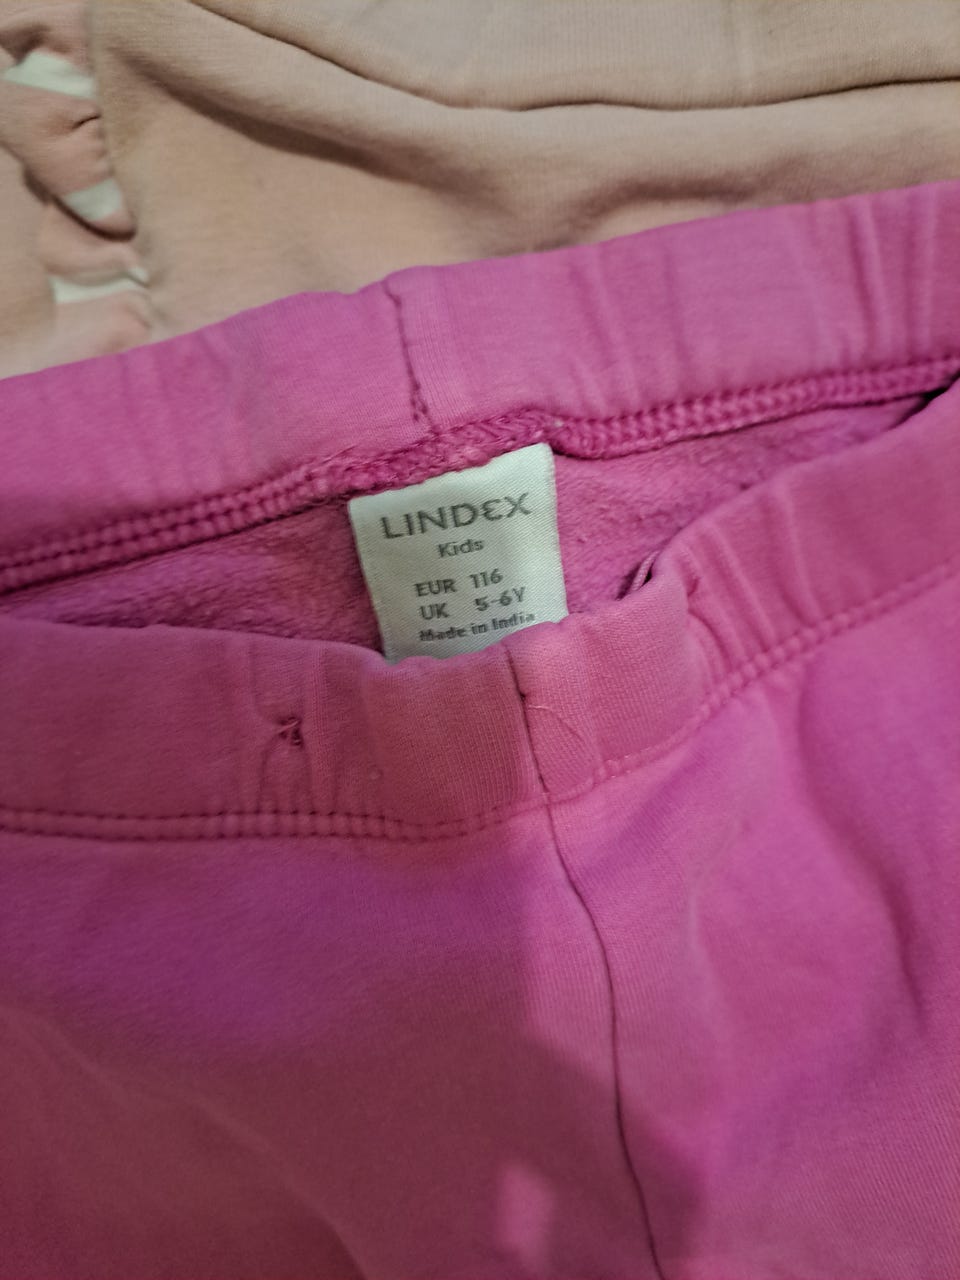 LINDEX
Kids
EUR 116
UK 5-6Y
Made in India